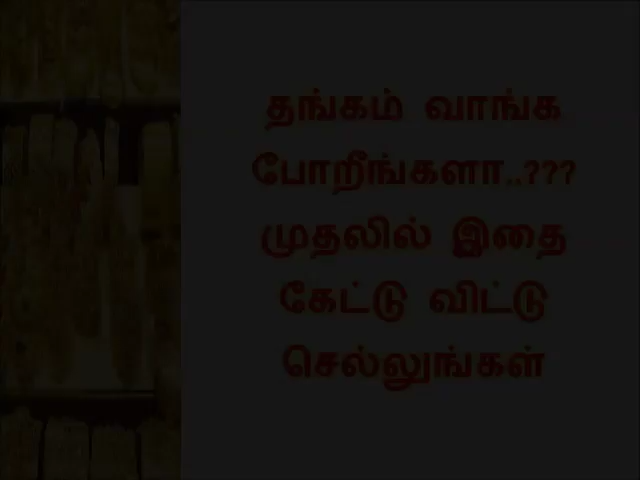 தங்கம் வாங்க
போறீங்களா..???
முதலில் இதை
கேட்டு விட்டு
செல்லுங்கள்